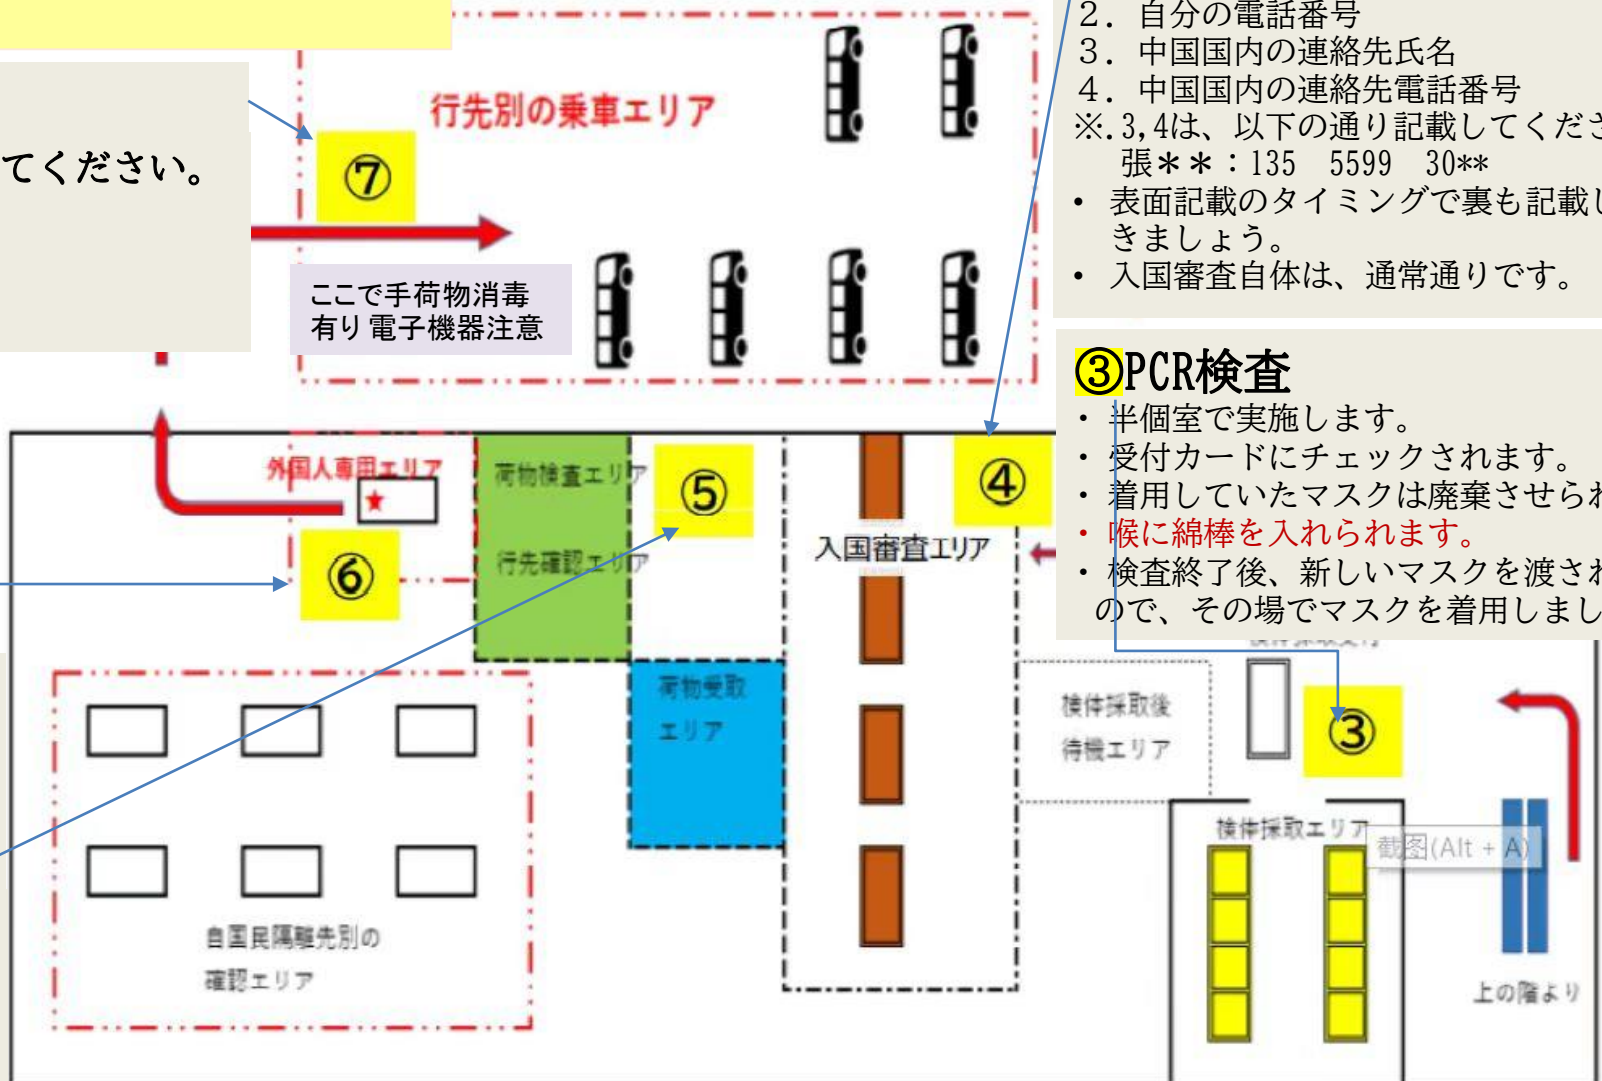 ２．自分の電話番号
３．中国国内の連絡先氏名
４．中国国内の連絡先電話番号
※.3,4は、以下の通り記載してくださ
張＊＊：135 5599 30**
• 表面記載のタイミングで裏も記載し
きましょう。
• 入国審査自体は、通常通りです。
てください。
行先別の乗車エリア
⑦
ここで手荷物消毒
有り 電子機器注意
③PCR検査
・半個室で実施します。
・受付カードにチェックされます。
・着用していたマスクは廃棄させられ
・喉に綿棒を入れられます。
・検査終了後、新しいマスクを渡され
ので、その場でマスクを着用しまし
外国人専用エリア
★
⑥
荷物検査エリア
行先確認エリア
⑤
入国審査エリア
④
荷物受取
エリア
検体採取後
待機エリア
③
検体採取エリア
截图(Alt + A)
上の階より
自国民隔離先別の
確認エリア